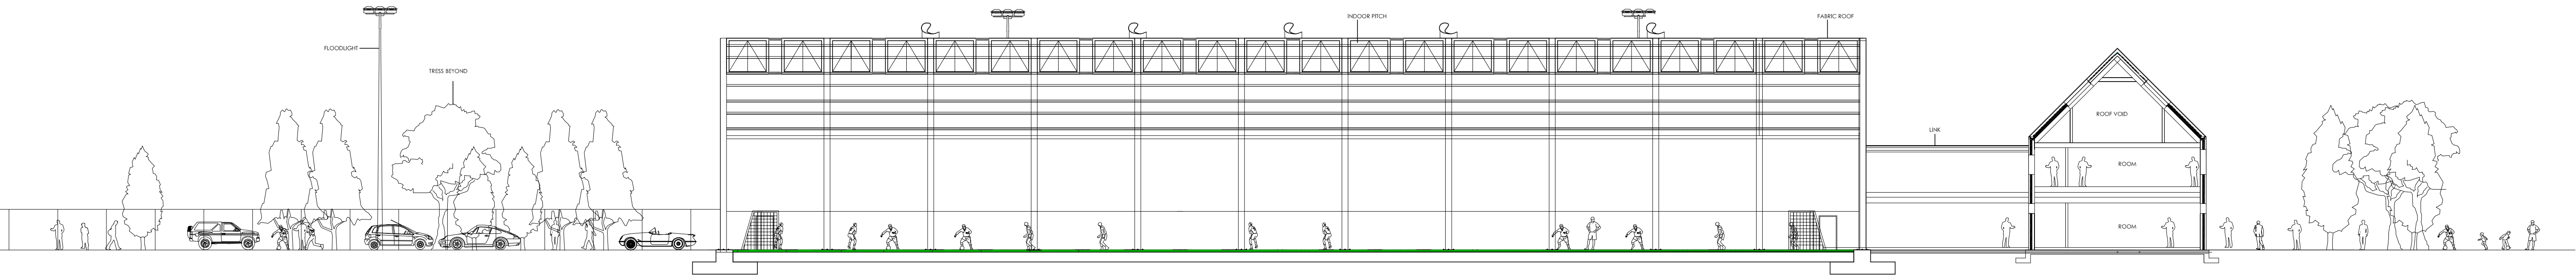 INDOOR PITCH
FABRIC ROOF
FLOODLIGHT
TRESS BEYOND
ROOF VOID
LINK
ROOM
ROOM